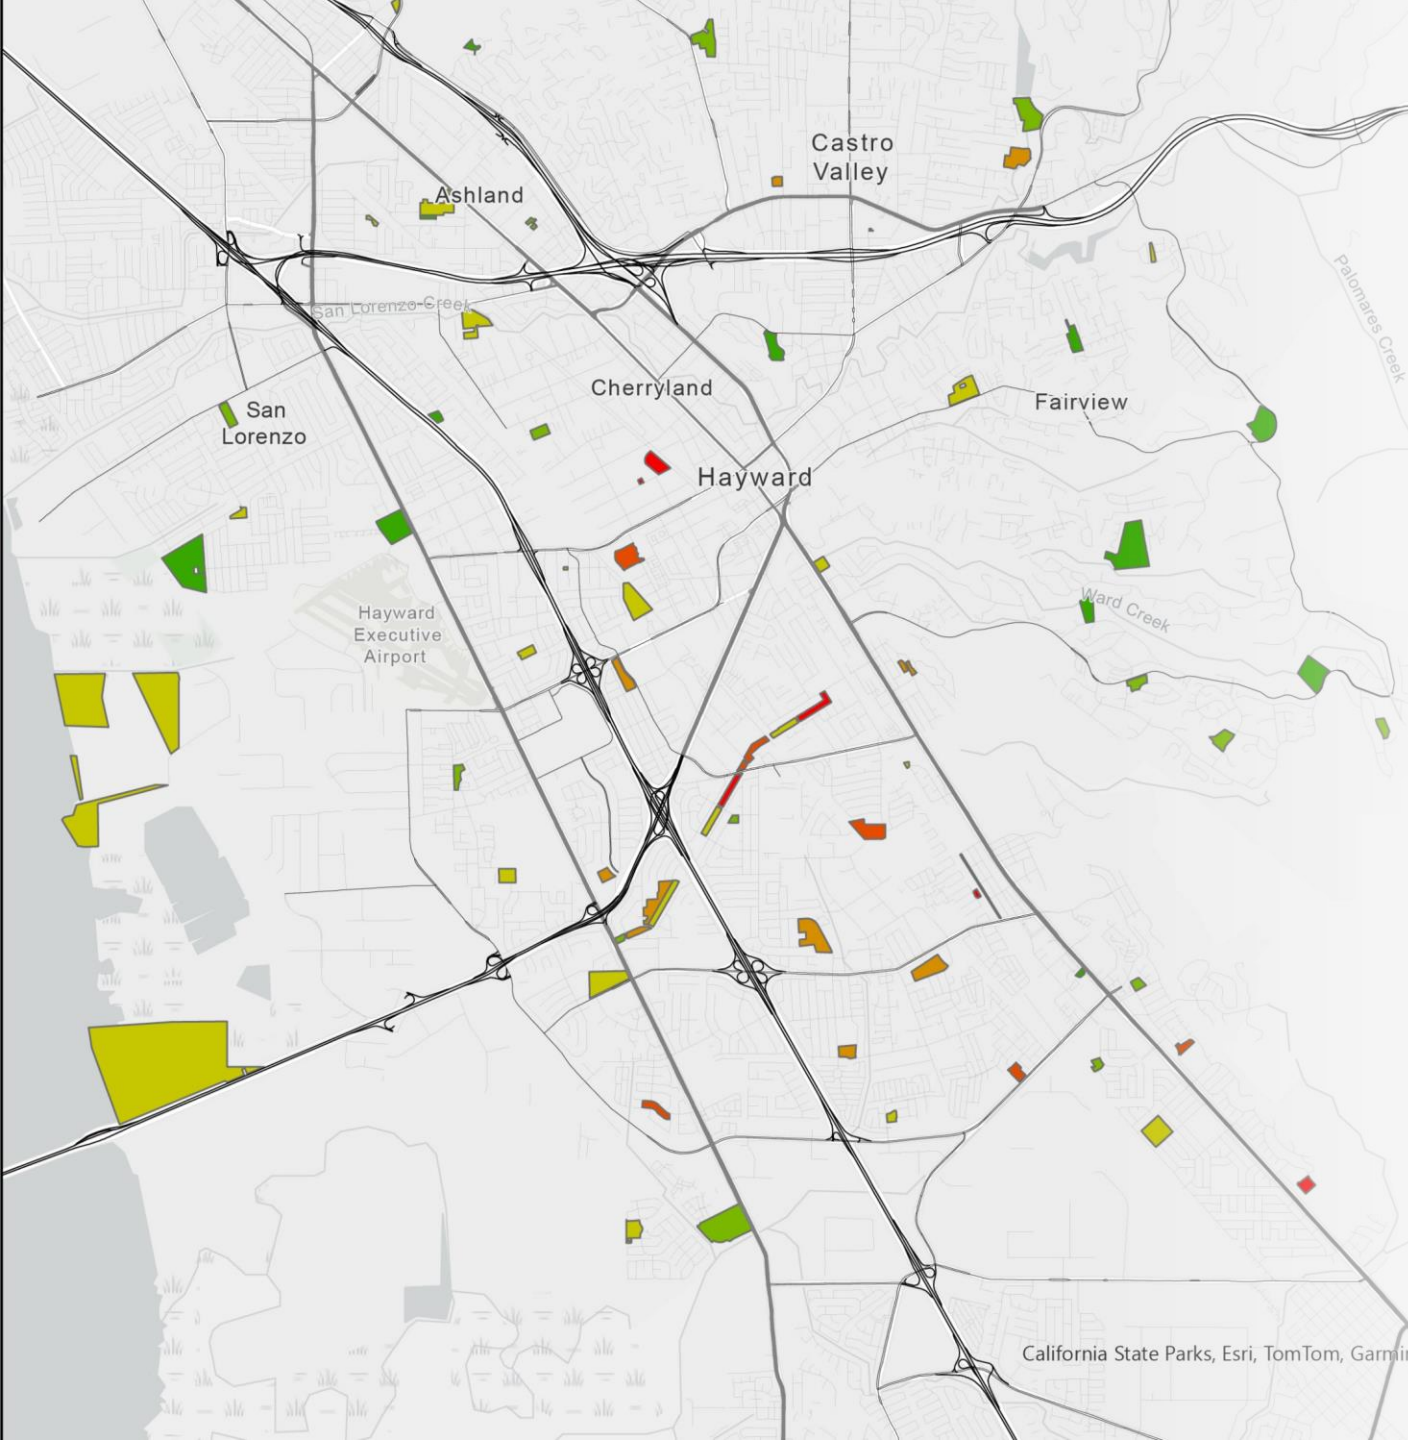 Castro
Valley
Ashland
San Lorenzo Creek
Palomares Creek
Cherryland
Fairview
San
Lorenzo
Hayward
Hayward
Executive
Airport
Ward Creek
California State Parks, Esri, TomTom, Garmin